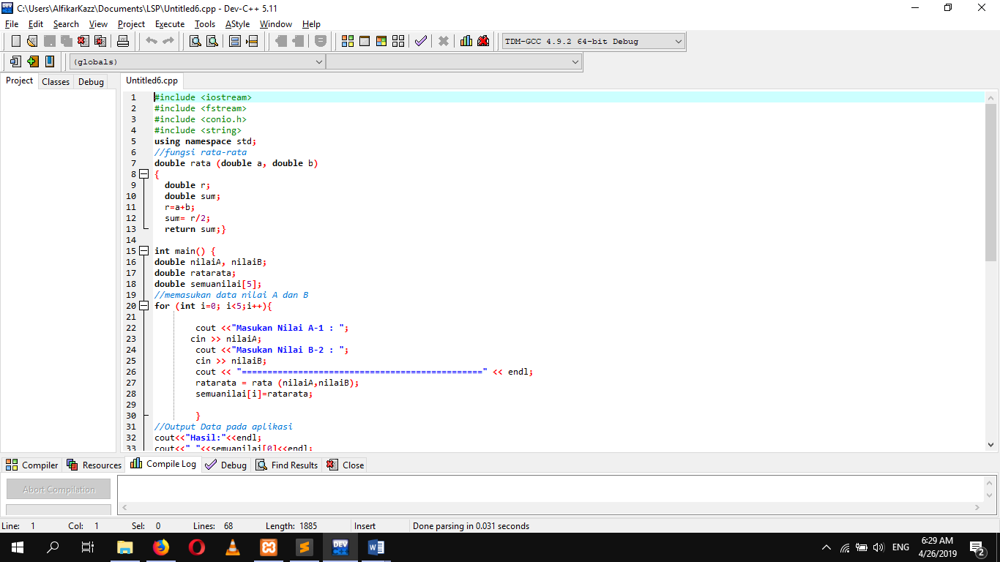 C:\Users\AlfikarKazz\Documents\LSP\Untitled6.cpp - Dev-C++ 5.11
File Edit Search View Project Execute Tools AStyle Window Help
TDM-GCC 4.9.2 64-bit Debug
(globals)
Project Classes Debug
Untitled6.cpp
1 #include <iostream>
2 #include <fstream>
3 #include <conio.h>
4 #include <string>
5 using namespace std;
6 //fungsi rata-rata
7 double rata (double a, double b)
8 {
9 double r;
10 double sum;
11 r=a+b;
12 sum= r/2;
13 return sum;}
14
15 int main() {
16 double nilaiA, nilaiB;
17 double ratarata;
18 double semuanilai[5];
19 //memasukan data nilai A dan B
20 for (int i=0; i<5;i++){
21
22 cout <<"Masukan Nilai A-1 : ";
23 cin >> nilaiA;
24 cout <<"Masukan Nilai B-2 : ";
25 cin >> nilaiB;
26 cout << "===============================================" << endl;
27 ratarata = rata (nilaiA,nilaiB);
28 semuanilai[i]=ratarata;
29
30 }
31 //Output Data pada aplikasi
32 cout<<"Hasil:"<<endl;
33 cout<<" "<<semuanilai[0]<<endl;
Compiler Resources Compile Log Debug Find Results Close
Abort Compilation
Line: 1 Col: 1 Sel: 0 Lines: 68 Length: 1885 Insert Done parsing in 0.031 seconds
DEV
ENG
6:29 AM
4/26/2019
2